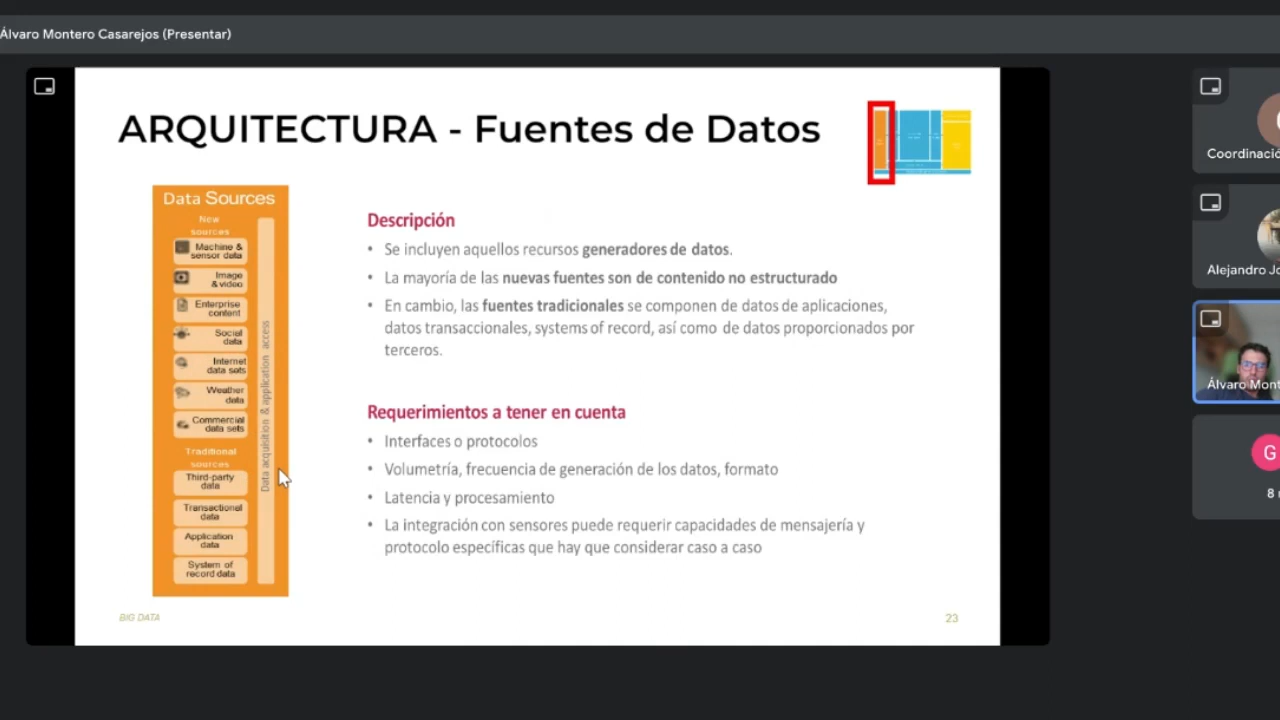 Álvaro Montero Casarejos (Presentar)
ARQUITECTURA - Fuentes de Datos
Data Sources
New
sources
Machine &
sensor data
Image
& video
Enterprise
content
Social
data
Internet
data sets
Weather
data
Commercial
data sets
Traditional
sources
Third-party
data
Transactional
data
Application
data
System of
record data
Data acquisition & application access
Descripción
• Se incluyen aquellos recursos generadores de datos.
• La mayoría de las nuevas fuentes son de contenido no estructurado
• En cambio, las fuentes tradicionales se componen de datos de aplicaciones,
datos transaccionales, systems of record, así como de datos proporcionados por
terceros.
Requerimientos a tener en cuenta
• Interfaces o protocolos
• Volumetría, frecuencia de generación de los datos, formato
• Latencia y procesamiento
• La integración con sensores puede requerir capacidades de mensajería y
protocolo específicas que hay que considerar caso a caso
BIG DATA
23
Coordinació
Alejandro Jo
Álvaro Mont
G
8